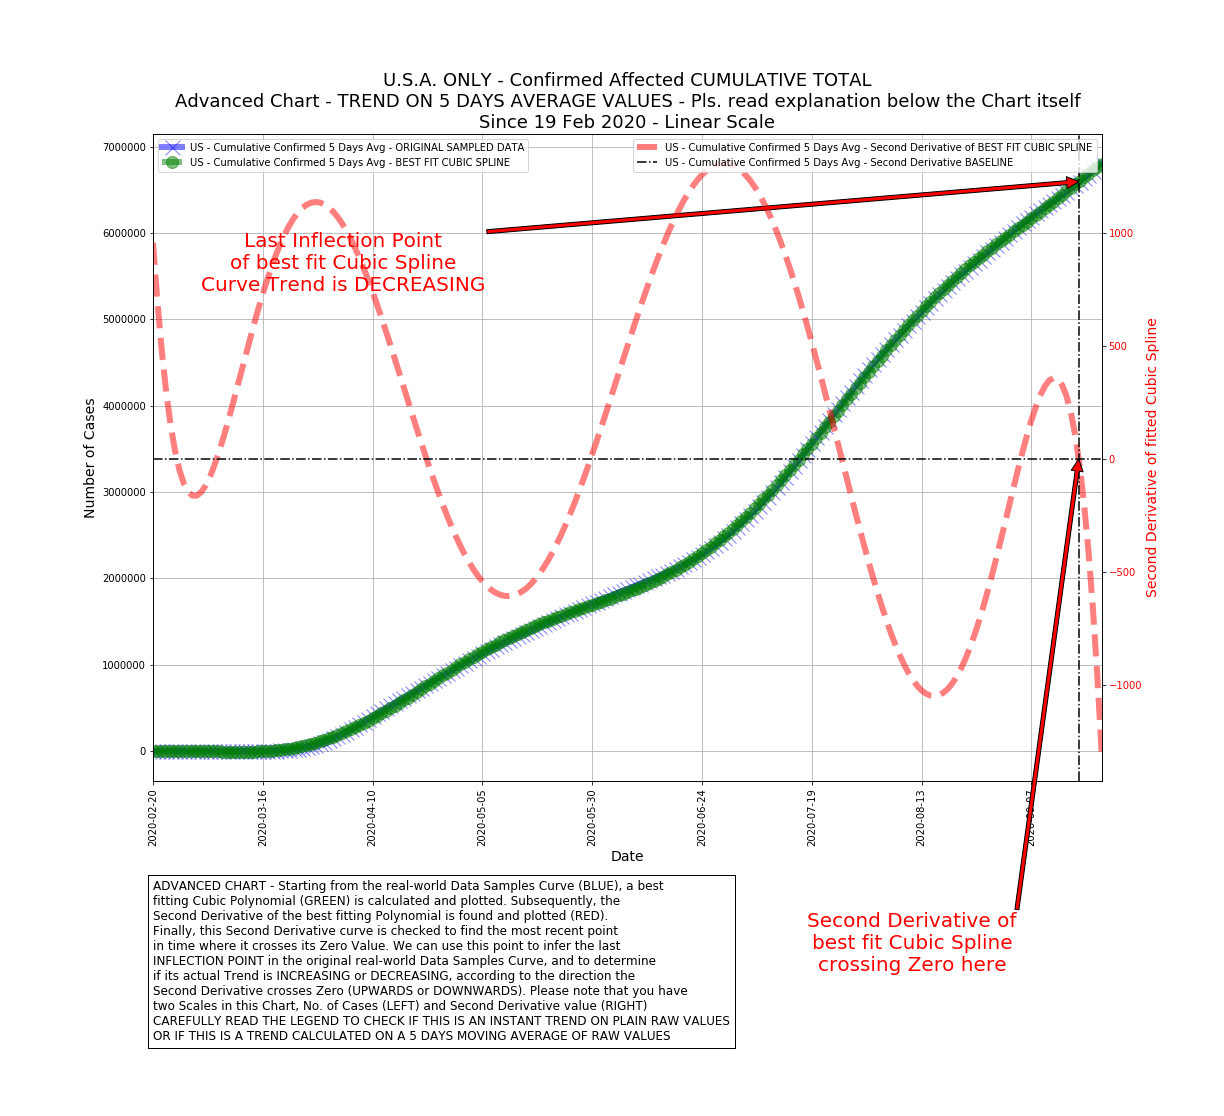 U.S.A. ONLY - Confirmed Affected CUMULATIVE TOTAL
Advanced Chart - TREND ON 5 DAYS AVERAGE VALUES - Pls. read explanation below the Chart itself
Since 19 Feb 2020 - Linear Scale
US - Cumulative Confirmed 5 Days Avg - ORIGINAL SAMPLED DATA
US - Cumulative Confirmed 5 Days Avg - BEST FIT CUBIC SPLINE
US - Cumulative Confirmed 5 Days Avg - Second Derivative of BEST FIT CUBIC SPLINE
US - Cumulative Confirmed 5 Days Avg - Second Derivative BASELINE
Last Inflection Point
of best fit Cubic Spline
Curve Trend is DECREASING
7000000
6000000
5000000
4000000
3000000
2000000
1000000
0
Number of Cases
1000
500
0
−500
−1000
Second Derivative of fitted Cubic Spline
2020-02-20
2020-03-16
2020-04-10
2020-05-05
2020-05-30
2020-06-24
2020-07-19
2020-08-13
2020-09-07
Date
Second Derivative of
best fit Cubic Spline
crossing Zero here
ADVANCED CHART - Starting from the real-world Data Samples Curve (BLUE), a best
fitting Cubic Polynomial (GREEN) is calculated and plotted. Subsequently, the
Second Derivative of the best fitting Polynomial is found and plotted (RED).
Finally, this Second Derivative curve is checked to find the most recent point
in time where it crosses its Zero Value. We can use this point to infer the last
INFLECTION POINT in the original real-world Data Samples Curve, and to determine
if its actual Trend is INCREASING or DECREASING, according to the direction the
Second Derivative crosses Zero (UPWARDS or DOWNWARDS). Please note that you have
two Scales in this Chart, No. of Cases (LEFT) and Second Derivative value (RIGHT)
CAREFULLY READ THE LEGEND TO CHECK IF THIS IS AN INSTANT TREND ON PLAIN RAW VALUES
OR IF THIS IS A TREND CALCULATED ON A 5 DAYS MOVING AVERAGE OF RAW VALUES